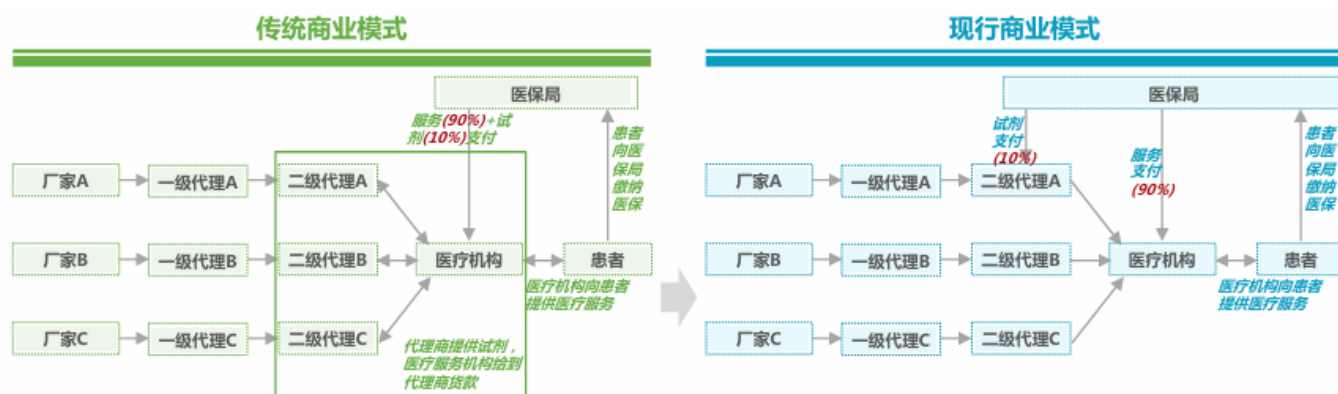 传统商业模式
医保局
服务(90%)+试
剂(10%)支付
患者
向医
保局
缴纳
医保
厂家A
一级代理A
二级代理A
厂家B
一级代理B
二级代理B
医疗机构
患者
医疗机构向患者
提供医疗服务
厂家C
一级代理C
二级代理C
代理商提供试剂，
医疗服务机构给到
代理商货款
现行商业模式
医保局
试剂
支付
(10%)
服务
支付
(90%)
患者
向医
保局
缴纳
医保
厂家A
一级代理A
二级代理A
厂家B
一级代理B
二级代理B
医疗机构
患者
医疗机构向患者
提供医疗服务
厂家C
一级代理C
二级代理C